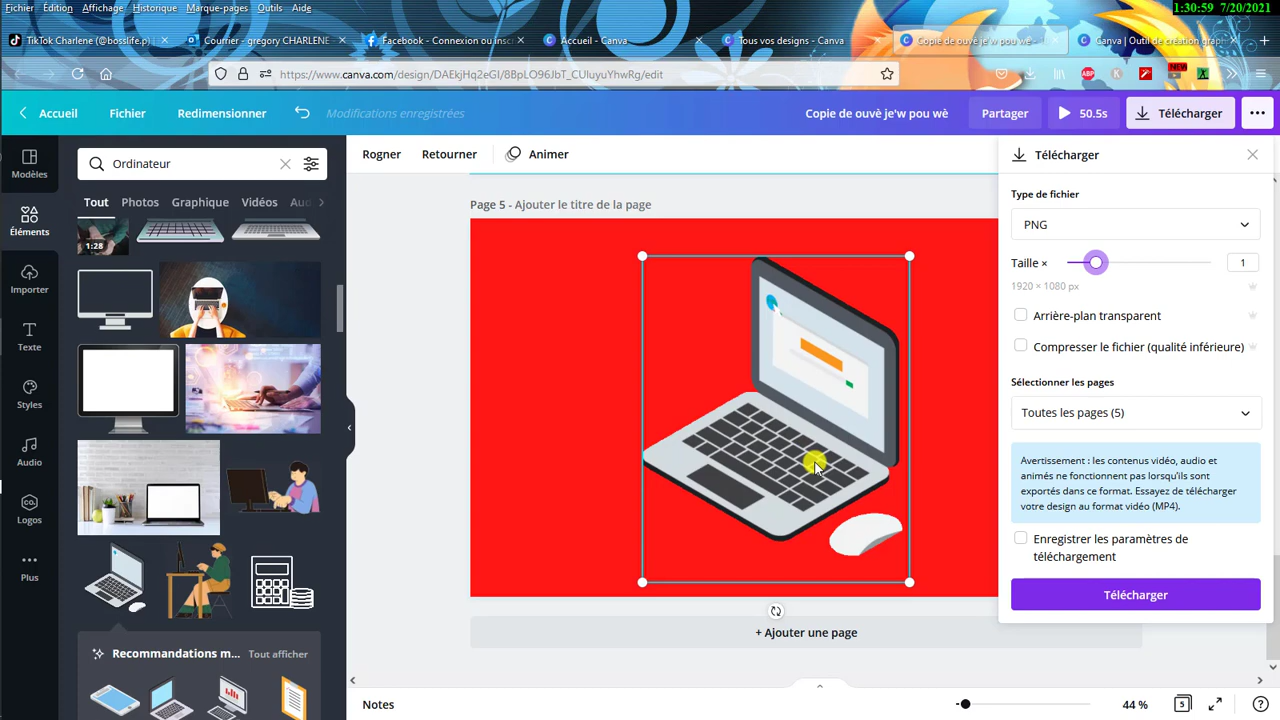 Fichier Édition Affichage Historique Marque-pages Outils Aide
1:30:59 7/20/2021
TikTok Charlene (@bosslife.p)
Courrier - gregory CHARLENE
Facebook - Connexion ou inscr
Accueil - Canva
Tous vos designs - Canva
Copie de ouvè je'w pou wè -
Canva | Outil de création graph
https://www.canva.com/design/DAEkjHq2eGI/8BpLO96JbT_CUluyuYhwRg/edit
ABP
K
NEW
Accueil Fichier Redimensionner Modifications enregistrées Copie de ouvè je'w pou wè Partager 50.5s Télécharger
Modèles
Éléments
Importer
Texte
Styles
Audio
Logos
Plus
Ordinateur
Tout Photos Graphique Vidéos Auc
1:28
Recommandations m... Tout afficher
Rogner Retourner Animer
Page 5 - Ajouter le titre de la page
+ Ajouter une page
Notes
44 %
5
Télécharger
Type de fichier
PNG
Taille × 1
1920 × 1080 px
Arrière-plan transparent
Compresser le fichier (qualité inférieure)
Sélectionner les pages
Toutes les pages (5)
Avertissement : les contenus vidéo, audio et
animés ne fonctionnent pas lorsqu'ils sont
exportés dans ce format. Essayez de télécharger
votre design au format vidéo (MP4).
Enregistrer les paramètres de
téléchargement
Télécharger